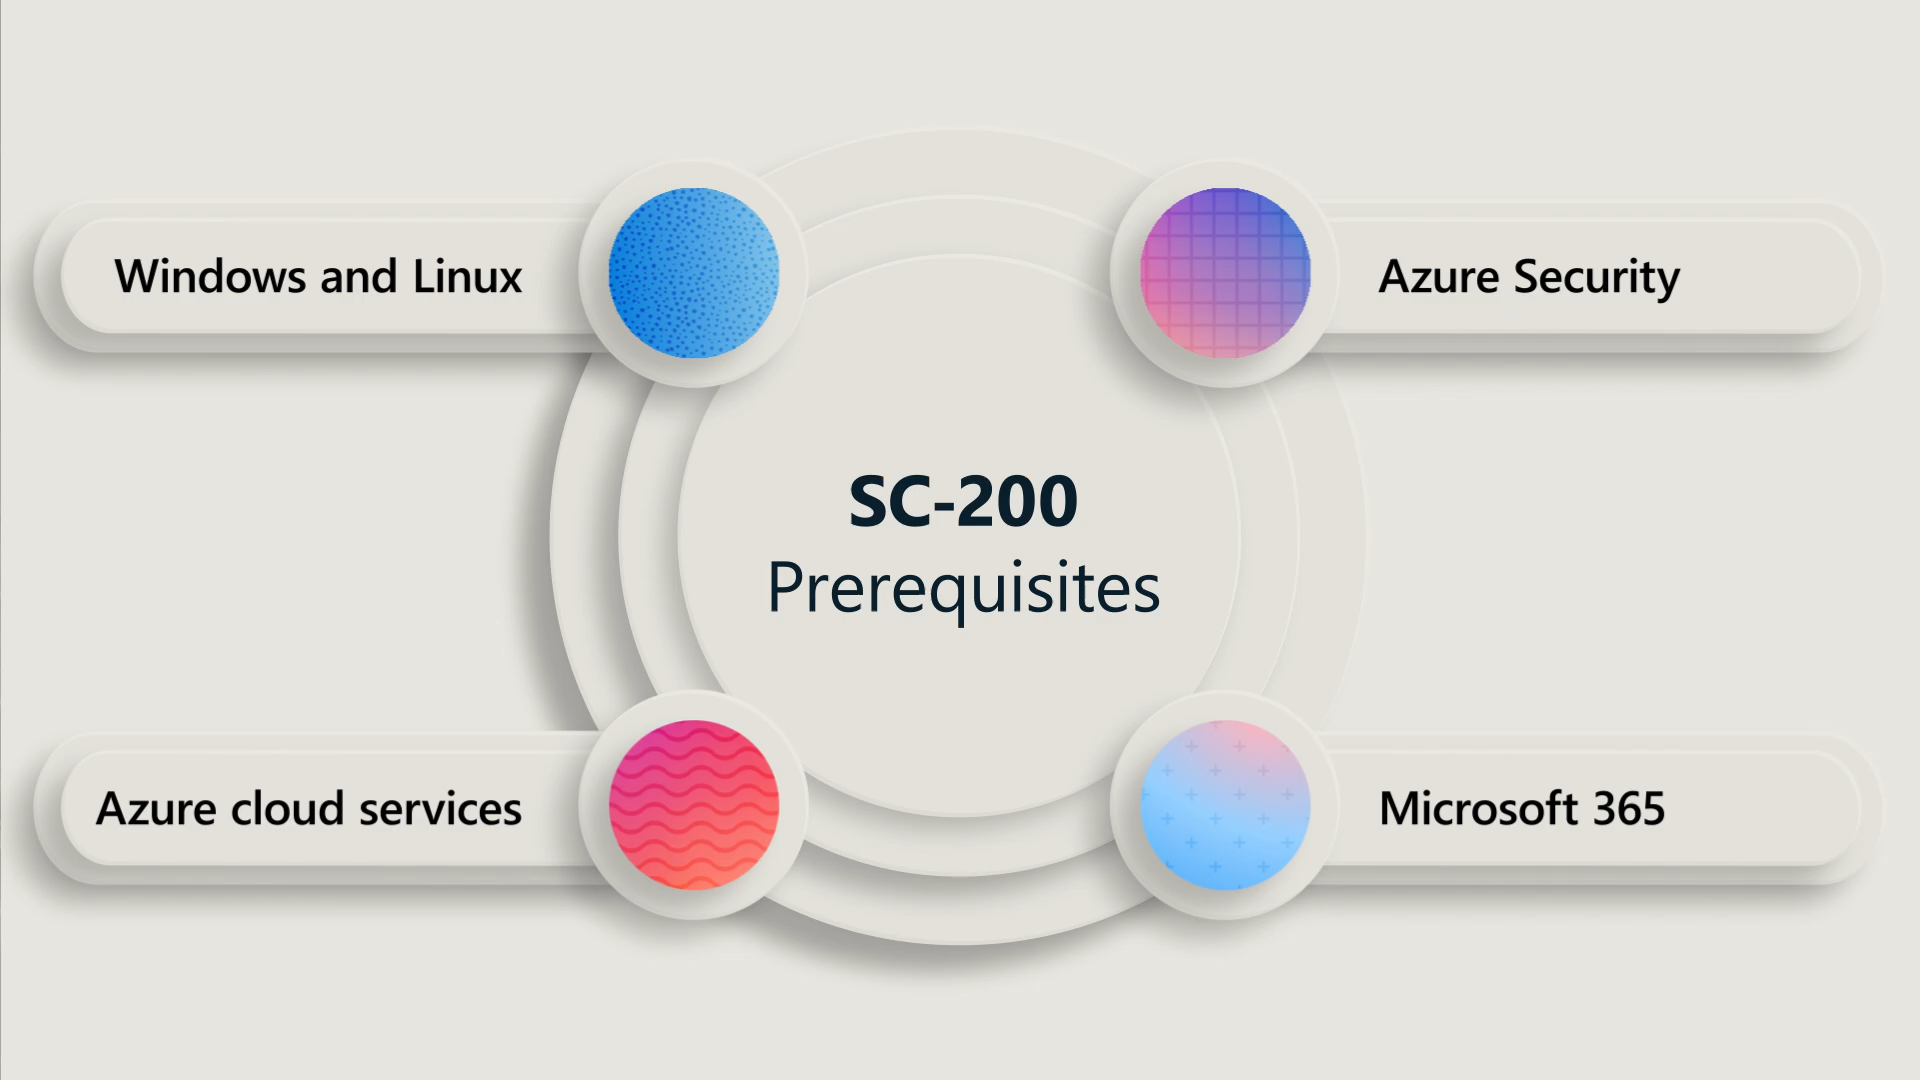 Windows and Linux
Azure Security
SC-200
Prerequisites
Azure cloud services
Microsoft 365